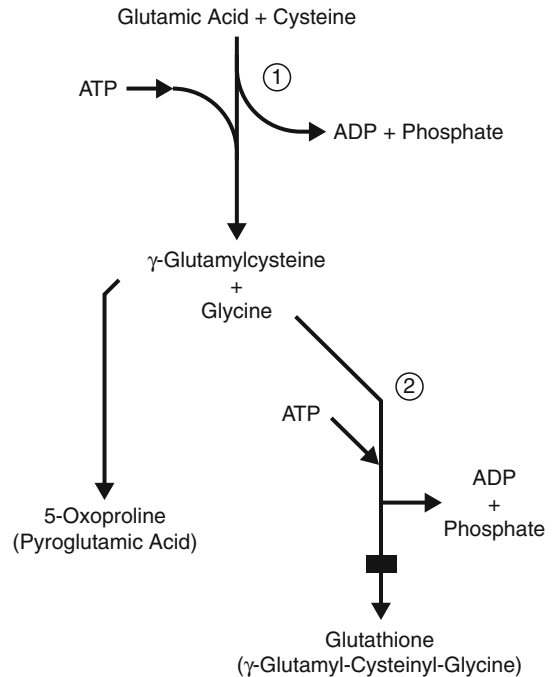 Glutamic Acid + Cysteine
1
ATP
ADP + Phosphate
γ-Glutamylcysteine
+
Glycine
2
ATP
ADP
+
Phosphate
5-Oxoproline
(Pyroglutamic Acid)
Glutathione
(γ-Glutamyl-Cysteinyl-Glycine)